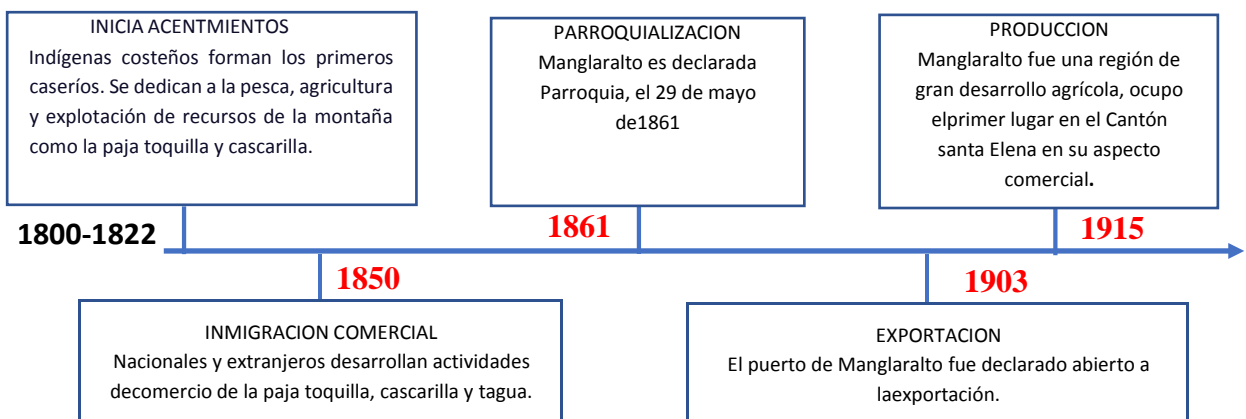 INICIA ACENTMIENTOS
Indígenas costeños forman los primeros
caseríos. Se dedican a la pesca, agricultura
y explotación de recursos de la montaña
como la paja toquilla y cascarilla.
1800-1822
1850
INMIGRACION COMERCIAL
Nacionales y extranjeros desarrollan actividades
decomercio de la paja toquilla, cascarilla y tagua.
PARROQUIALIZACION
Manglaralto es declarada
Parroquia, el 29 de mayo
de1861
1861
1903
EXPORTACION
El puerto de Manglaralto fue declarado abierto a
laexportación.
PRODUCCION
Manglaralto fue una región de
gran desarrollo agrícola, ocupo
elprimer lugar en el Cantón
santa Elena en su aspecto
comercial.
1915